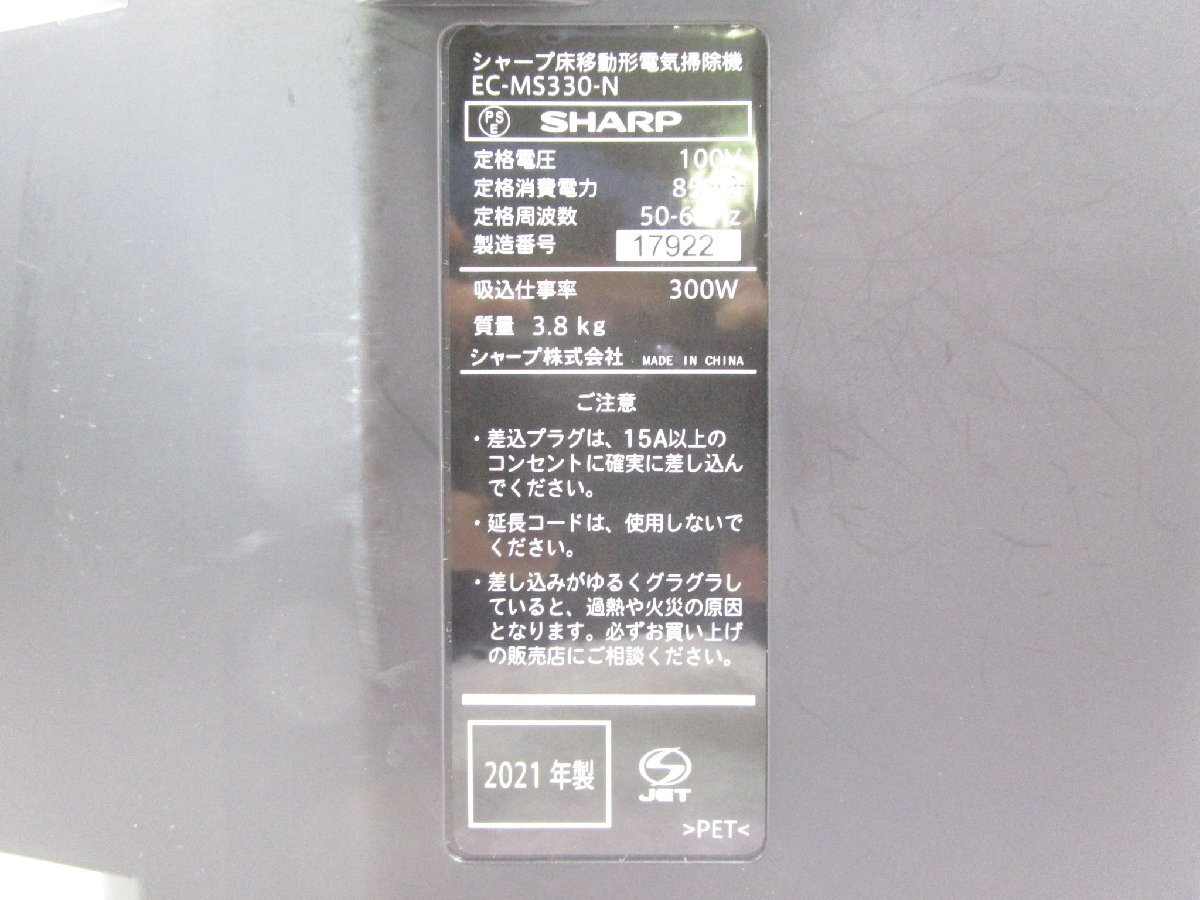 シャープ床移動形電気掃除機
EC-MS330-N
PS
E
SHARP
定格電圧 100V
定格消費電力
定格周波数
製造番号 17922
吸込仕事率 300W
質量 3.8 kg
シャープ株式会社 MADE IN CHINA
ご注意
・差込プラグは、15A以上の
コンセントに確実に差し込ん
でください。
・延長コードは、使用しないで
ください。
・差し込みがゆるくグラグラし
ていると、過熱や火災の原因
となります。必ずお買い上げ
の販売店にご相談ください。
2021年製
JET
>PET<